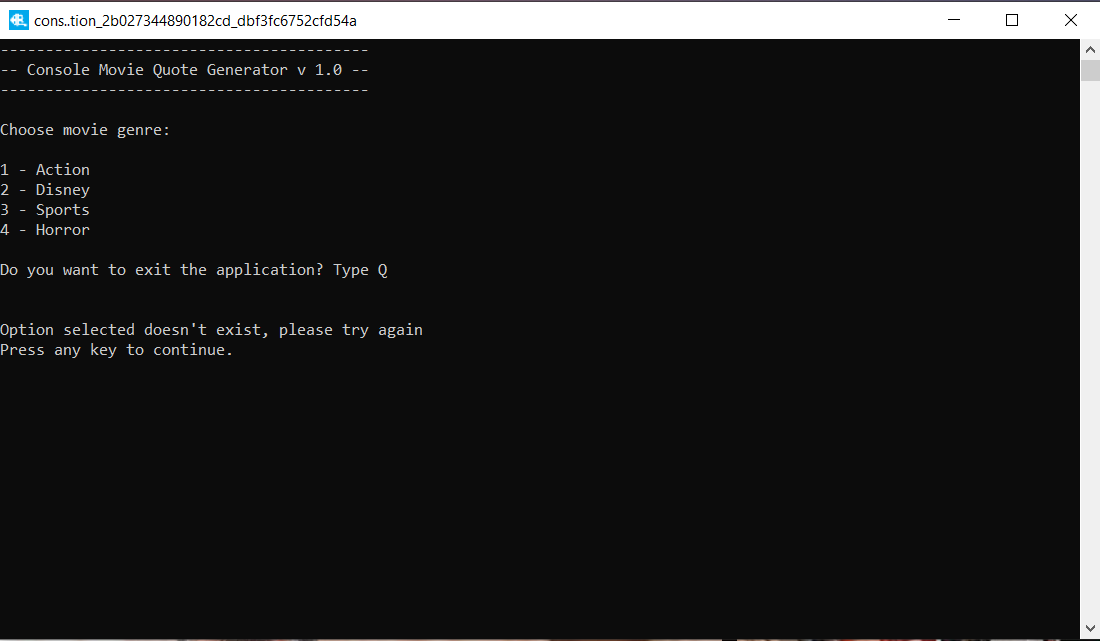 cons..tion_2b027344890182cd_dbf3fc6752cfd54a
-----------------------------------------
-- Console Movie Quote Generator v 1.0 --
-----------------------------------------
Choose movie genre:
1 - Action
2 - Disney
3 - Sports
4 - Horror
Do you want to exit the application? Type Q
Option selected doesn't exist, please try again
Press any key to continue.